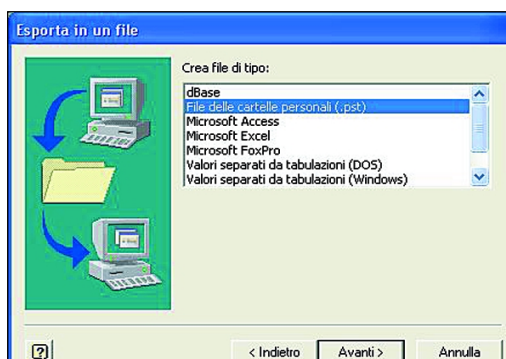 Esporta in un file
Crea file di tipo:
dBase
File delle cartelle personali (.pst)
Microsoft Access
Microsoft Excel
Microsoft FoxPro
Valori separati da tabulazioni (DOS)
Valori separati da tabulazioni (Windows)
?
< Indietro
Avanti >
Annulla